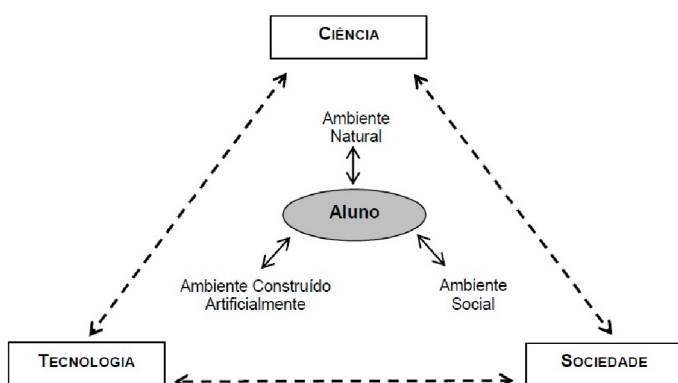 CIÊNCIA
Ambiente
Natural
Aluno
Ambiente Construído
Artificialmente
Ambiente
Social
TECNOLOGIA
SOCIEDADE